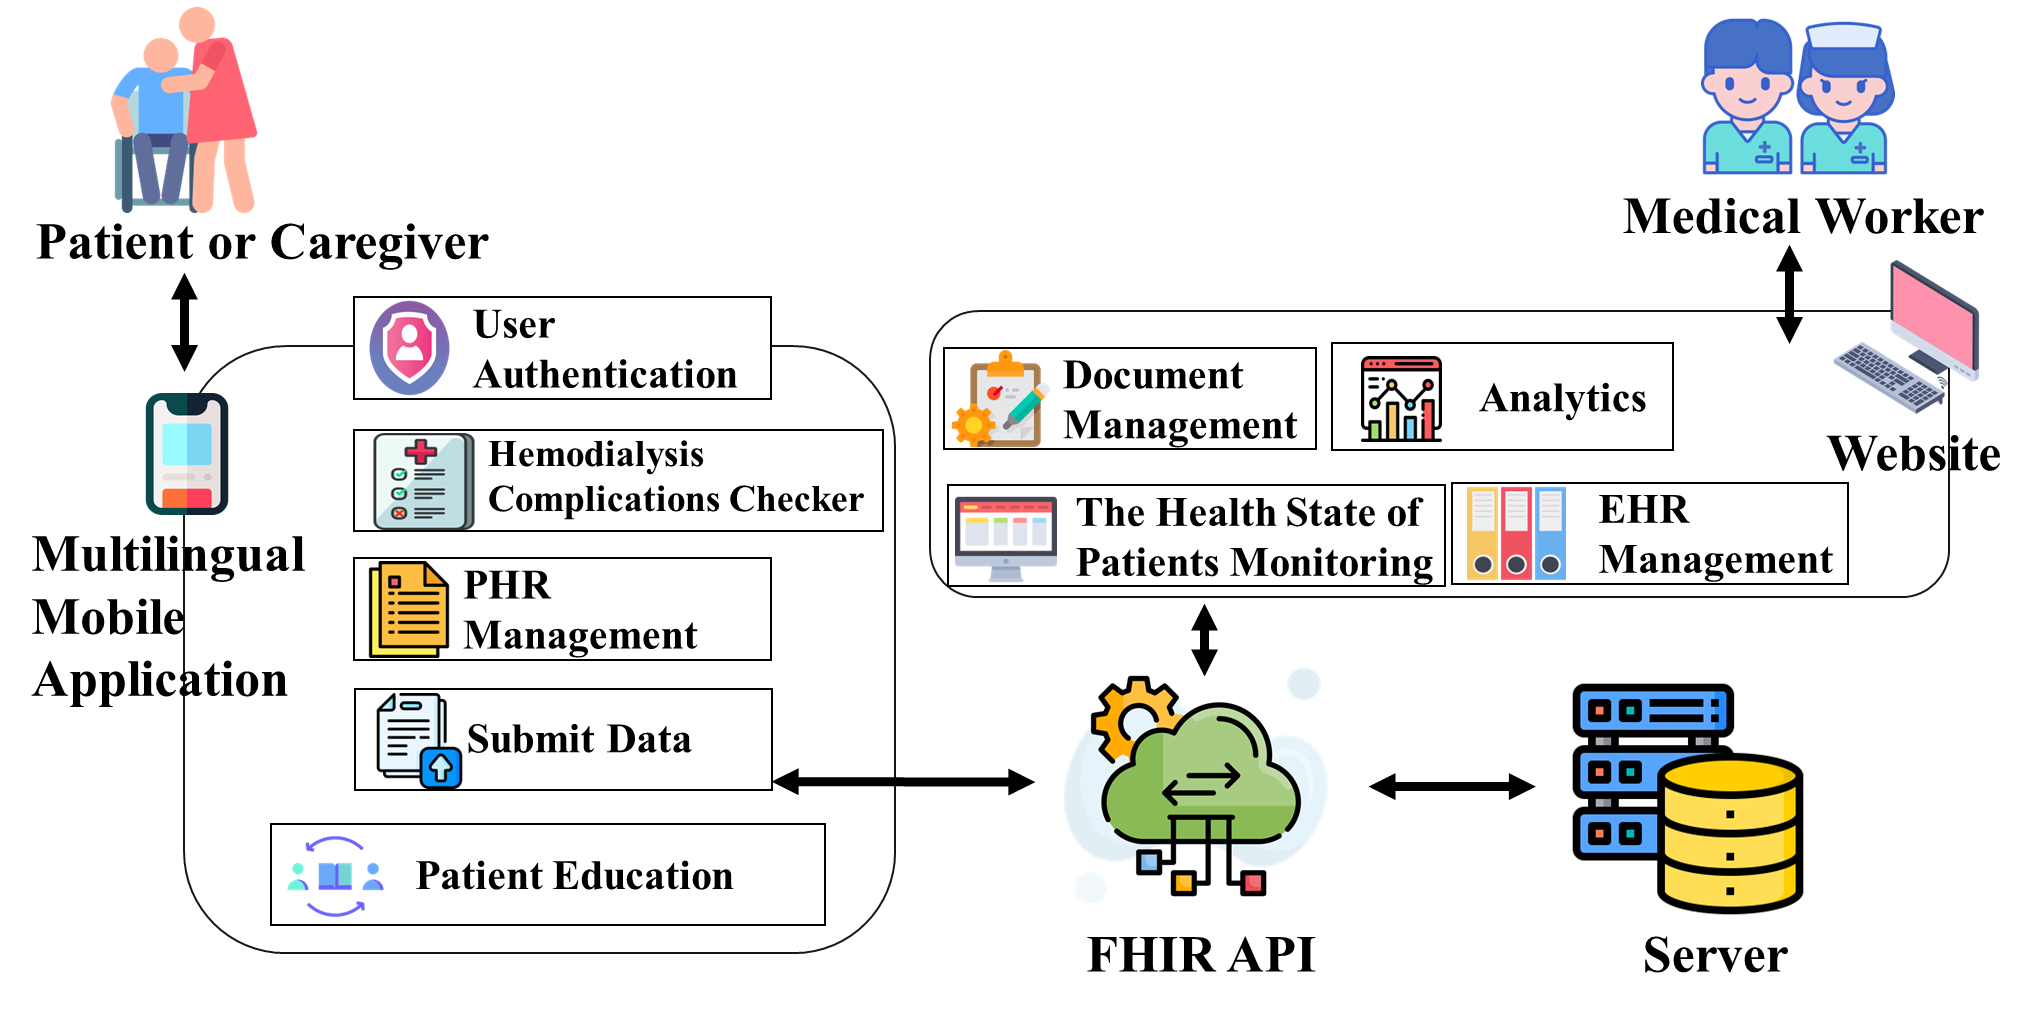 Patient or Caregiver
Multilingual
Mobile
Application
User
Authentication
Hemodialysis
Complications Checker
PHR
Management
Submit Data
Patient Education
Medical Worker
Website
Document
Management
Analytics
The Health State of
Patients Monitoring
EHR
Management
FHIR API
Server